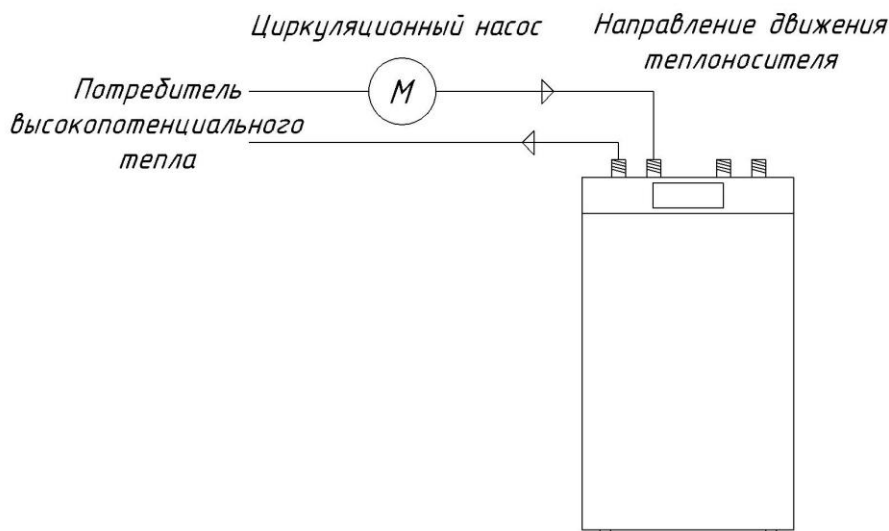 Циркуляционный насос
Направление движения
теплоносителя
Потребитель
высокопотенциального
тепла
М